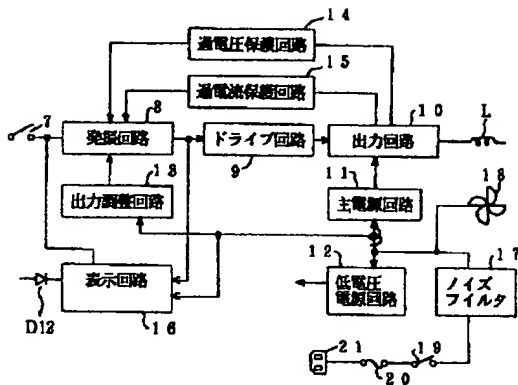 14
過電圧保護回路
15
過電流保護回路
7
8
発振回路
ドライブ回路
9
10
出力回路
L
13
出力調整回路
11
主電源回路
18
12
低電圧
電源回路
17
ノイズ
フィルタ
表示回路
D12
16
21
20
19